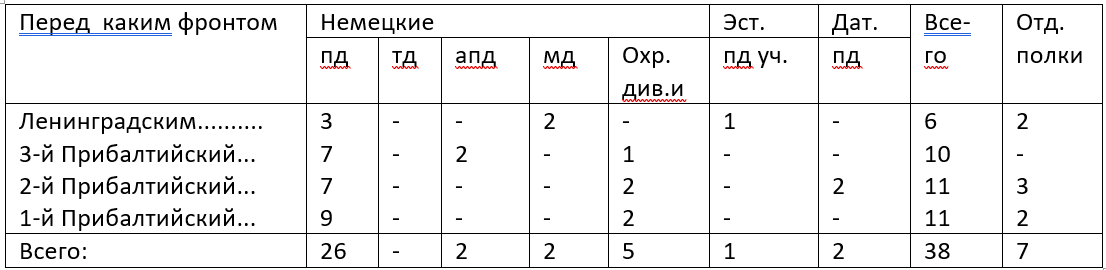 Перед каким фронтом Немецкие Эст. Дат. Все- Отд.
пд тд апд мд Охр. пд уч. пд го полки
див.и
Ленинградским.......... 3 - - 2 - 1 - 6 2
3-й Прибалтийский... 7 - 2 - 1 - - 10 -
2-й Прибалтийский... 7 - - - 2 - 2 11 3
1-й Прибалтийский... 9 - - - 2 - - 11 2
Всего: 26 - 2 2 5 1 2 38 7